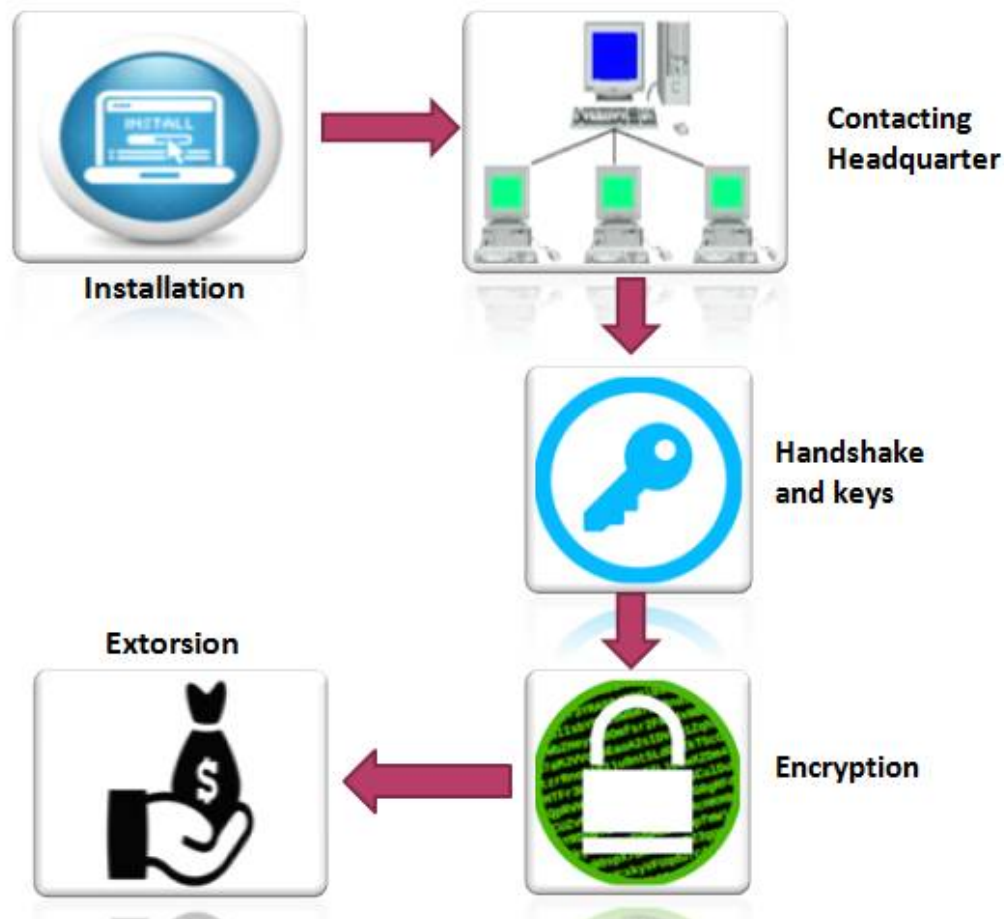 INSTALL
Installation
Contacting
Headquarter
Handshake
and keys
Encryption
Extorsion
$